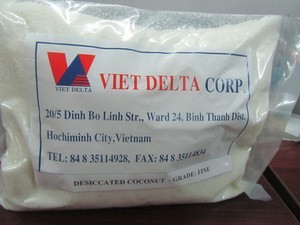 VIET DELTA
VIET DELTA CORP.
20/5 Dinh Bo Linh Str., Ward 24, Binh Thanh Dist.
Hochiminh City,Vietnam
TEL: 84 8 35114928, FAX: 84 8 35114834
DESICCATED COCONUT - GRADE: FINE